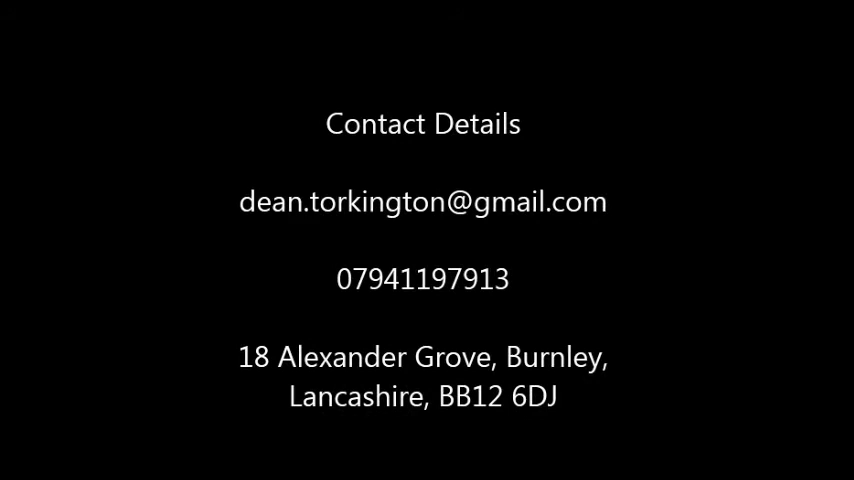 Contact Details
dean.torkington@gmail.com
07941197913
18 Alexander Grove, Burnley,
Lancashire, BB12 6DJ